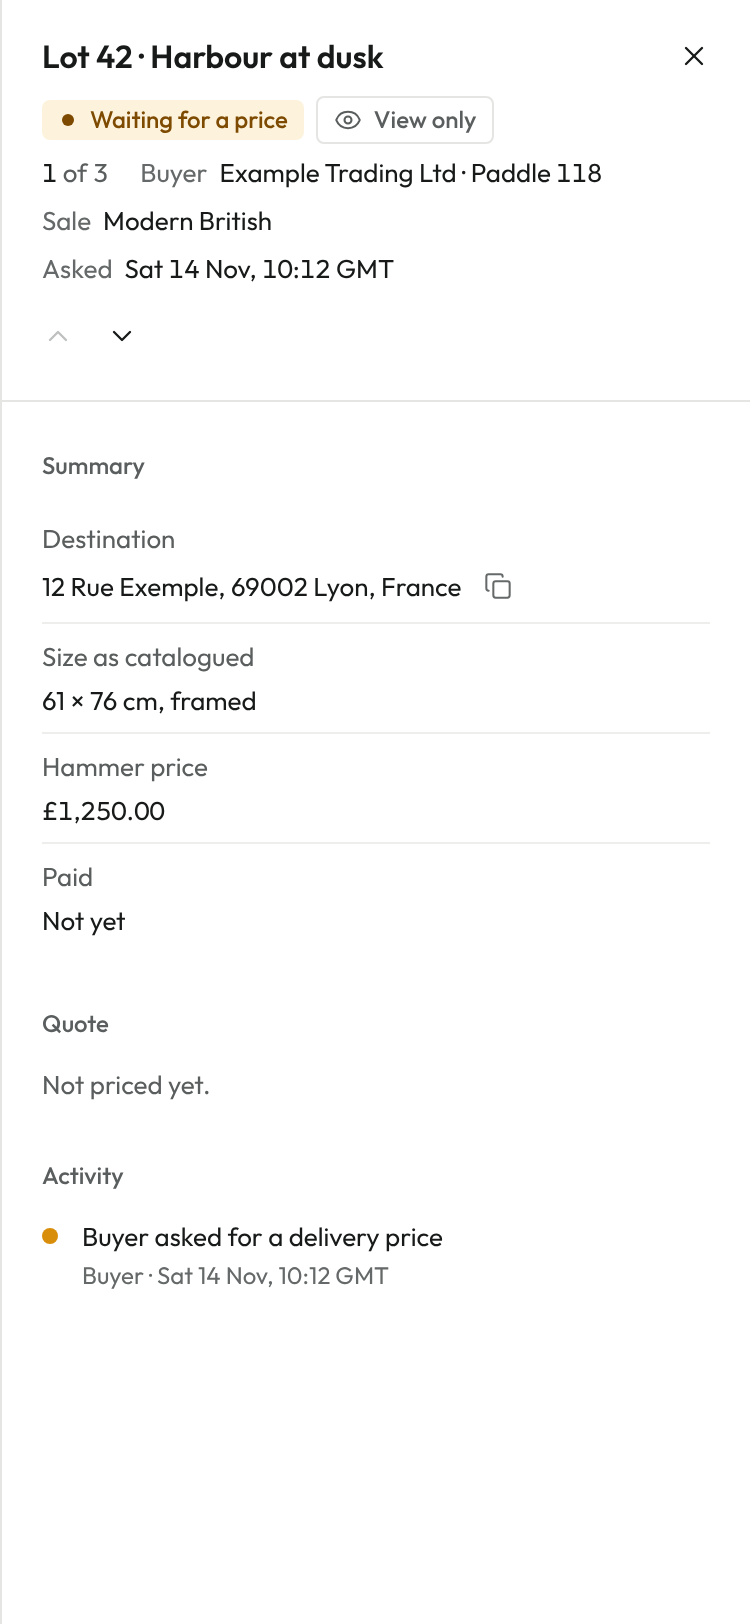 Lot 42 · Harbour at dusk
Waiting for a price View only
1 of 3 Buyer Example Trading Ltd · Paddle 118
Sale Modern British
Asked Sat 14 Nov, 10:12 GMT
Summary
Destination
12 Rue Exemple, 69002 Lyon, France
Size as catalogued
61 × 76 cm, framed
Hammer price
£1,250.00
Paid
Not yet
Quote
Not priced yet.
Activity
Buyer asked for a delivery price
Buyer · Sat 14 Nov, 10:12 GMT